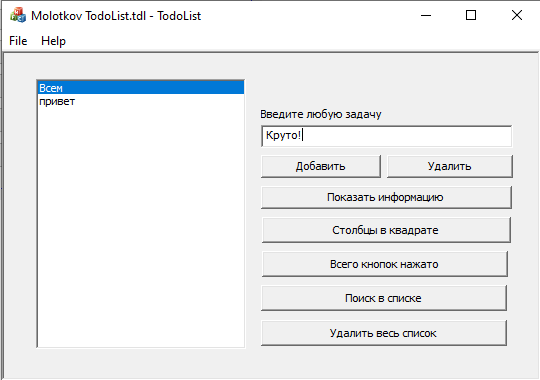 Molotkov TodoList.tdl - TodoList
File Help
Всем
привет
Введите любую задачу
Круто!
Добавить Удалить
Показать информацию
Столбцы в квадрате
Всего кнопок нажато
Поиск в списке
Удалить весь список